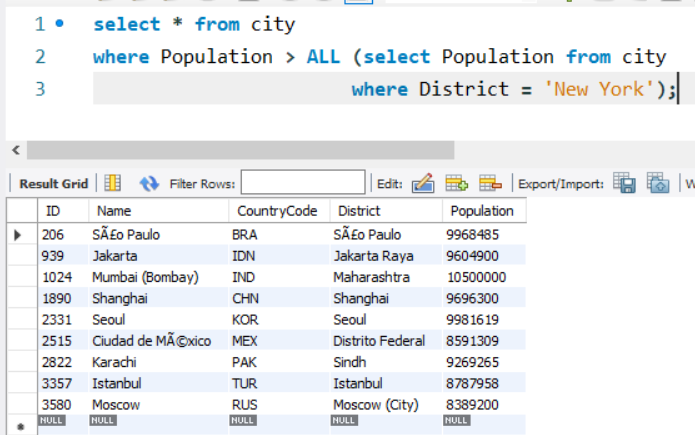 1 select * from city
2 where Population > ALL (select Population from city
3 where District = 'New York');
Result Grid Filter Rows: Edit: Export/Import: W
ID Name CountryCode District Population
206 SÃ£o Paulo BRA SÃ£o Paulo 9968485
939 Jakarta IDN Jakarta Raya 9604900
1024 Mumbai (Bombay) IND Maharashtra 10500000
1890 Shanghai CHN Shanghai 9696300
2331 Seoul KOR Seoul 9981619
2515 Ciudad de MÃ©xico MEX Distrito Federal 8591309
2822 Karachi PAK Sindh 9269265
3357 Istanbul TUR Istanbul 8787958
3580 Moscow RUS Moscow (City) 8389200
NULL NULL NULL NULL NULL